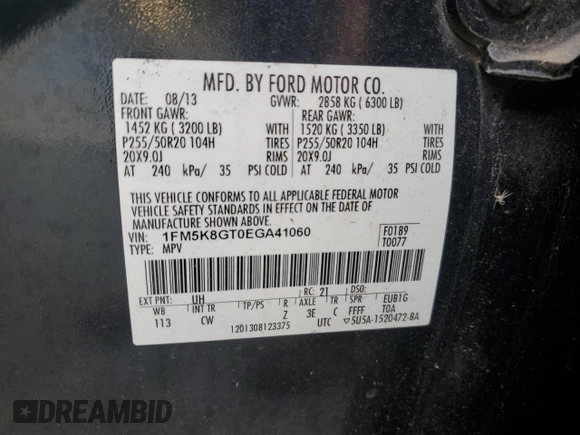 MFD. BY FORD MOTOR CO.
DATE: 08/13 GVWR: 2858 KG ( 6300 LB)
FRONT GAWR: REAR GAWR:
1452 KG ( 3200 LB) WITH 1520 KG ( 3350 LB) WITH
P255/50R20 104H TIRES P255/50R20 104H TIRES
20X9.0J RIMS 20X9.0J RIMS
AT 240 kPa/ 35 PSI COLD AT 240 kPa/ 35 PSI COLD
THIS VEHICLE CONFORMS TO ALL APPLICABLE FEDERAL MOTOR
VEHICLE SAFETY STANDARDS IN EFFECT ON THE DATE OF
MANUFACTURE SHOWN ABOVE.
VIN: 1FM5K8GT0EGA41060 F0189
TYPE: MPV T0077
EXT PNT: UH RC: 21 DSO:
WB INT TR TP/PS R AXLE TR SPR EUB1G
113 CW Z 3E C FFFF TOA
1201308123375 UTC ▽5U5A-1520472-BA
DREAMBID